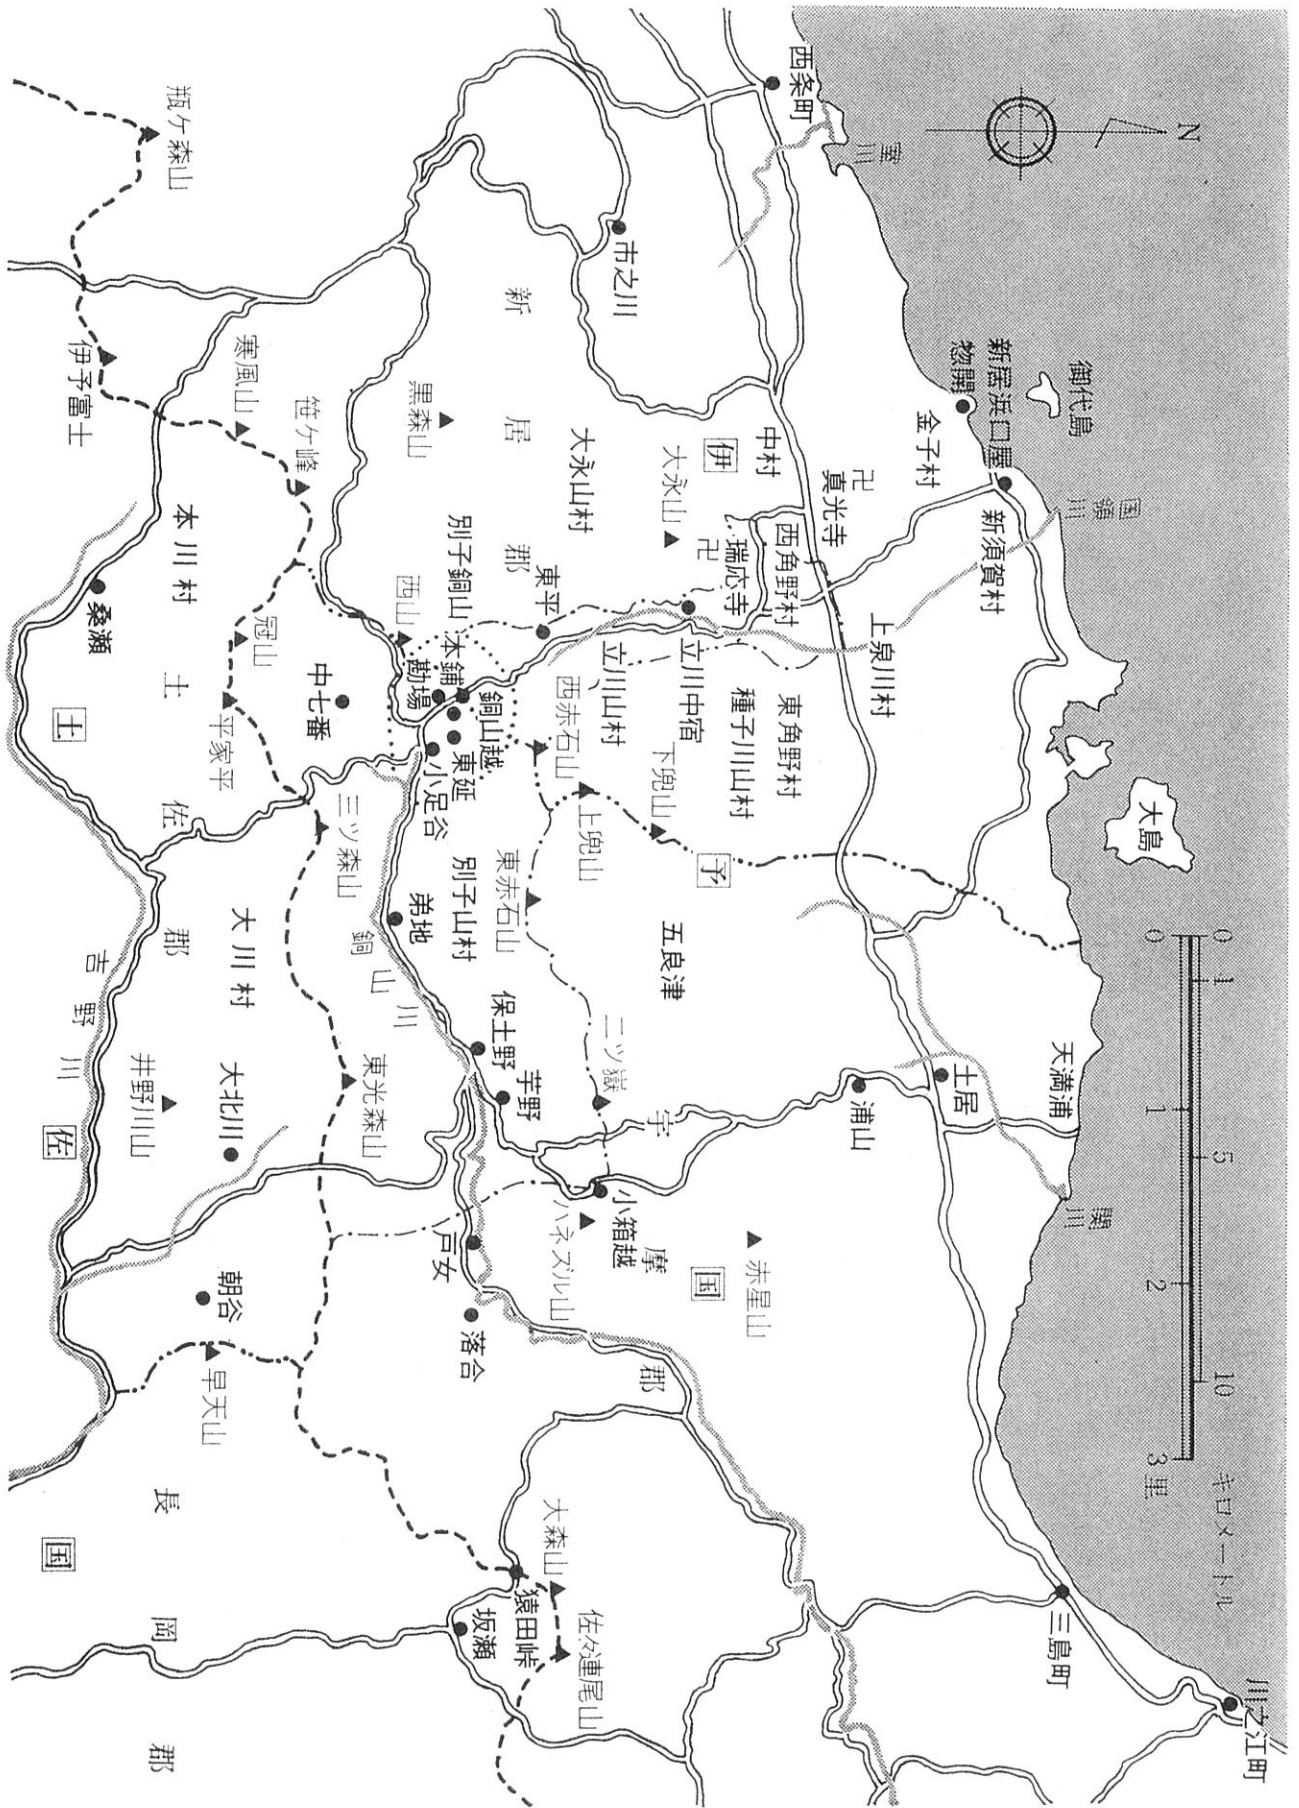 N
西条町
室川
市之川
瓶ケ森山
伊予富士
寒風山
笹ケ峰
黒森山
新居郡
大永山村
大永山
伊
中村
真光寺
金子村
惣開
新居浜口屋
御代島
国領川
新須賀村
西角野村
瑞応寺
上泉川村
東平
別子銅山
西山
本鋪
勘場
銅山越
東延
小足谷
立川山村
立川中宿
種子川山村
東角野村
西赤石山
上兜山
下兜山
予
大島
本川村
桑瀬
冠山
平家平
中七番
土
土佐郡
三ツ森山
銅山川
弟地
別子山村
東赤石山
五良津
保土野
芋野
二ツ嶽
宇摩郡
大川村
吉野川
井野川山
大北川
東光森山
佐
土居
浦山
天満浦
関川
小箱越
ハネズル山
戸女
落合
国
赤星山
朝谷
早天山
長岡郡
国
大森山
猿田峠
坂瀬
佐々連尾山
三島町
川之江町
0 1 5 10 キロメートル
0 1 2 3里